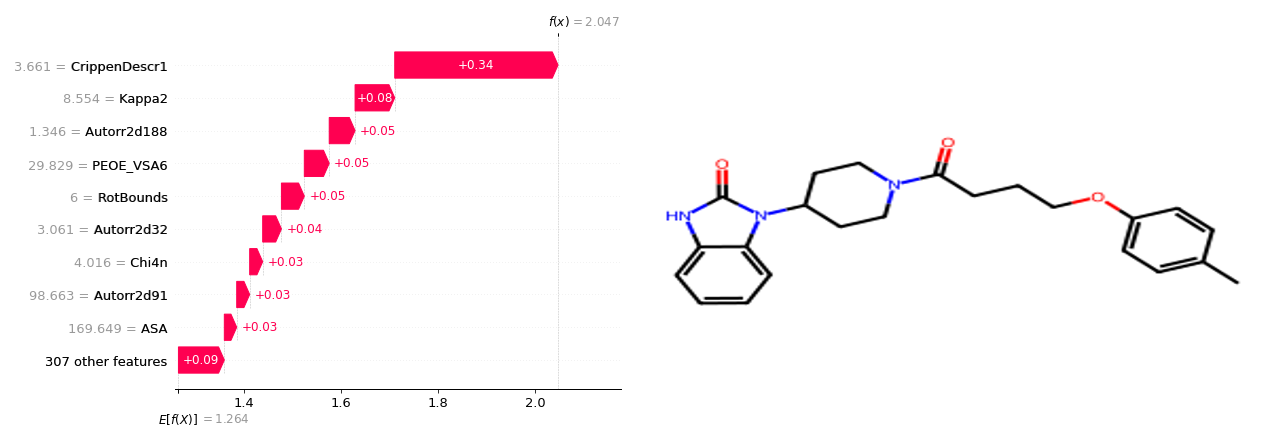 f(x) = 2.047
3.661 = CrippenDescr1
+0.34
8.554 = Kappa2
+0.08
1.346 = Autorr2d188
+0.05
29.829 = PEOE_VSA6
+0.05
6 = RotBounds
+0.05
3.061 = Autorr2d32
+0.04
4.016 = Chi4n
+0.03
98.663 = Autorr2d91
+0.03
169.649 = ASA
+0.03
307 other features
+0.09
1.4 1.6 1.8 2.0
E[f(X)] = 1.264
O
HN
N
N
O
O